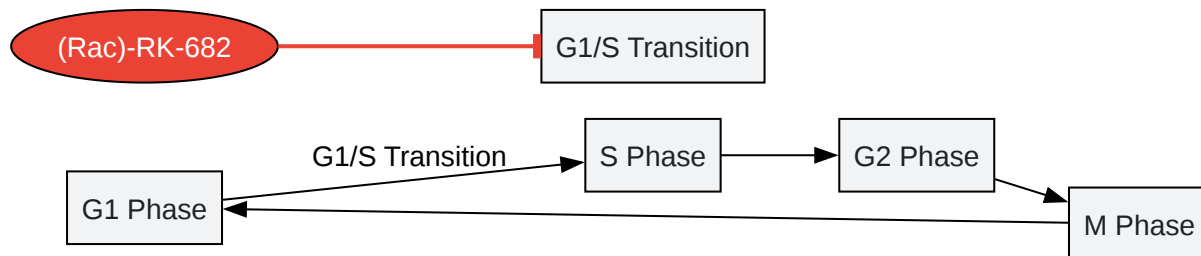 (Rac)-RK-682
G1/S Transition
G1/S Transition
S Phase
G2 Phase
G1 Phase
M Phase